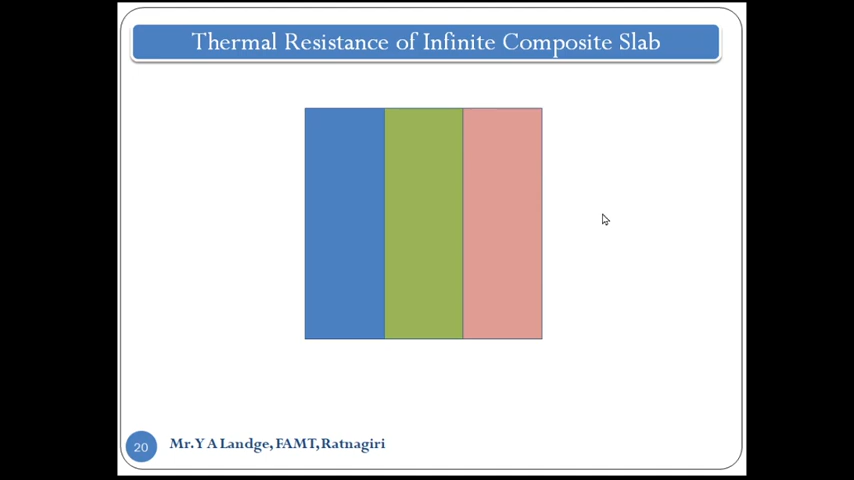 Thermal Resistance of Infinite Composite Slab
20
Mr. Y A Landge, FAMT, Ratnagiri